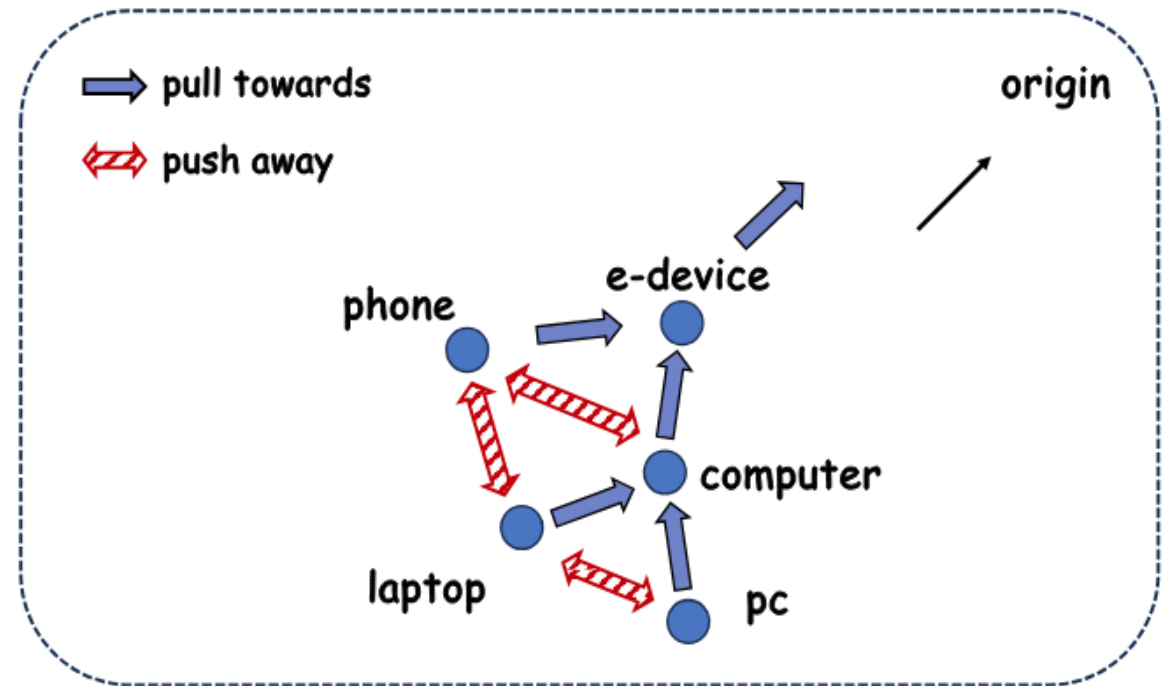 pull towards
origin
push away
e-device
phone
computer
laptop
pc